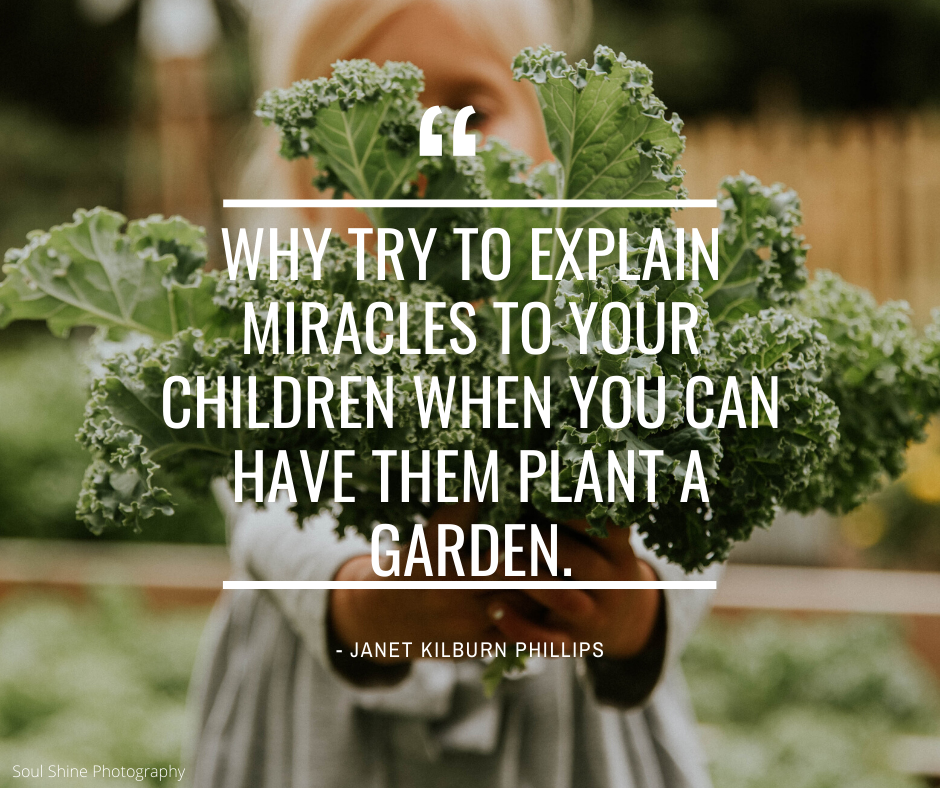 “
WHY TRY TO EXPLAIN
MIRACLES TO YOUR
CHILDREN WHEN YOU CAN
HAVE THEM PLANT A
GARDEN.
- JANET KILBURN PHILLIPS
Soul Shine Photography